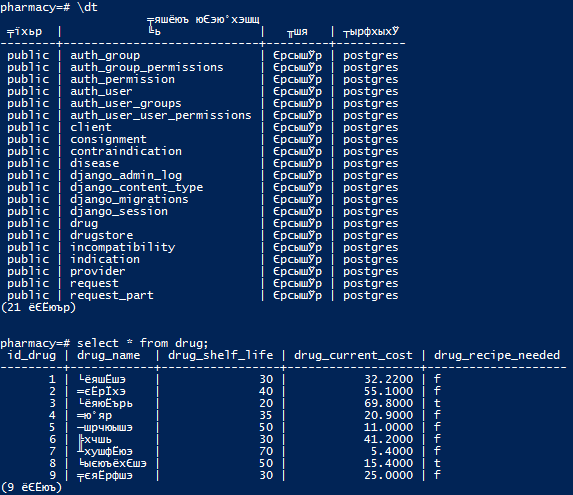 pharmacy=# \dt
╤яшёюъ юЄэю°хэшщ
╤їхьр | ╚ь | ╥шя | ┬ырфхыхЎ
--------+----------------------------+---------+----------
public | auth_group | ЄрсышЎр | postgres
public | auth_group_permissions | ЄрсышЎр | postgres
public | auth_permission | ЄрсышЎр | postgres
public | auth_user | ЄрсышЎр | postgres
public | auth_user_groups | ЄрсышЎр | postgres
public | auth_user_user_permissions | ЄрсышЎр | postgres
public | client | ЄрсышЎр | postgres
public | consignment | ЄрсышЎр | postgres
public | contraindication | ЄрсышЎр | postgres
public | disease | ЄрсышЎр | postgres
public | django_admin_log | ЄрсышЎр | postgres
public | django_content_type | ЄрсышЎр | postgres
public | django_migrations | ЄрсышЎр | postgres
public | django_session | ЄрсышЎр | postgres
public | drug | ЄрсышЎр | postgres
public | drugstore | ЄрсышЎр | postgres
public | incompatibility | ЄрсышЎр | postgres
public | indication | ЄрсышЎр | postgres
public | provider | ЄрсышЎр | postgres
public | request | ЄрсышЎр | postgres
public | request_part | ЄрсышЎр | postgres
(21 ёЄЁюър)
pharmacy=# select * from drug;
id_drug | drug_name | drug_shelf_life | drug_current_cost | drug_recipe_needed
---------+-----------+-----------------+-------------------+--------------------
1 | └ёяшЁшэ | 30 | 32.2200 | f
2 | ═єЁрЇхэ | 40 | 55.1000 | f
3 | └ёяюЁърь | 20 | 69.8000 | t
4 | ═ю°яр | 35 | 20.9000 | f
5 | ─шрчюышэ | 50 | 11.0000 | f
6 | ╠хчшь | 30 | 41.2000 | f
7 | ╨хушфЁюэ | 70 | 5.4000 | f
8 | ╘ыєюъёхЄшэ | 50 | 15.4000 | t
9 | ╤єяЁрфшэ | 30 | 25.0000 | f
(9 ёЄЁюъ)